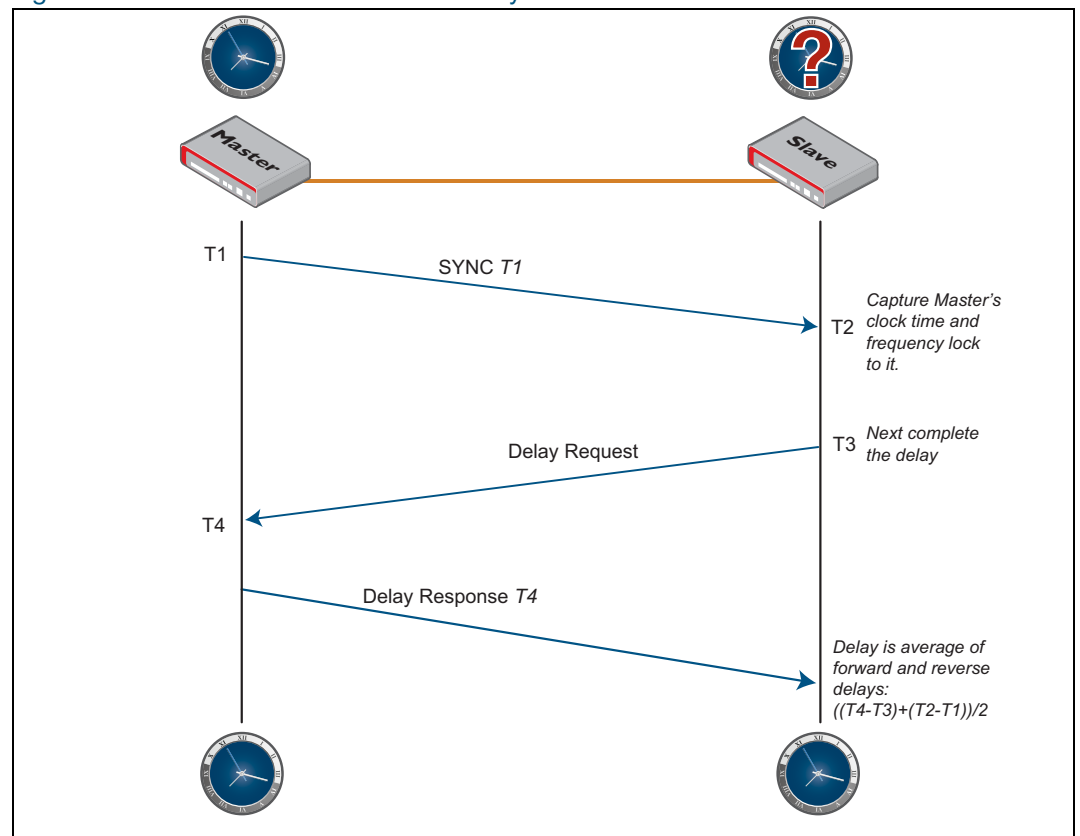 Master
Slave
T1
SYNC T1
T2
Capture Master's
clock time and
frequency lock
to it.
Delay Request
T3
Next complete
the delay
T4
Delay Response T4
Delay is average of
forward and reverse
delays:
((T4-T3)+(T2-T1))/2